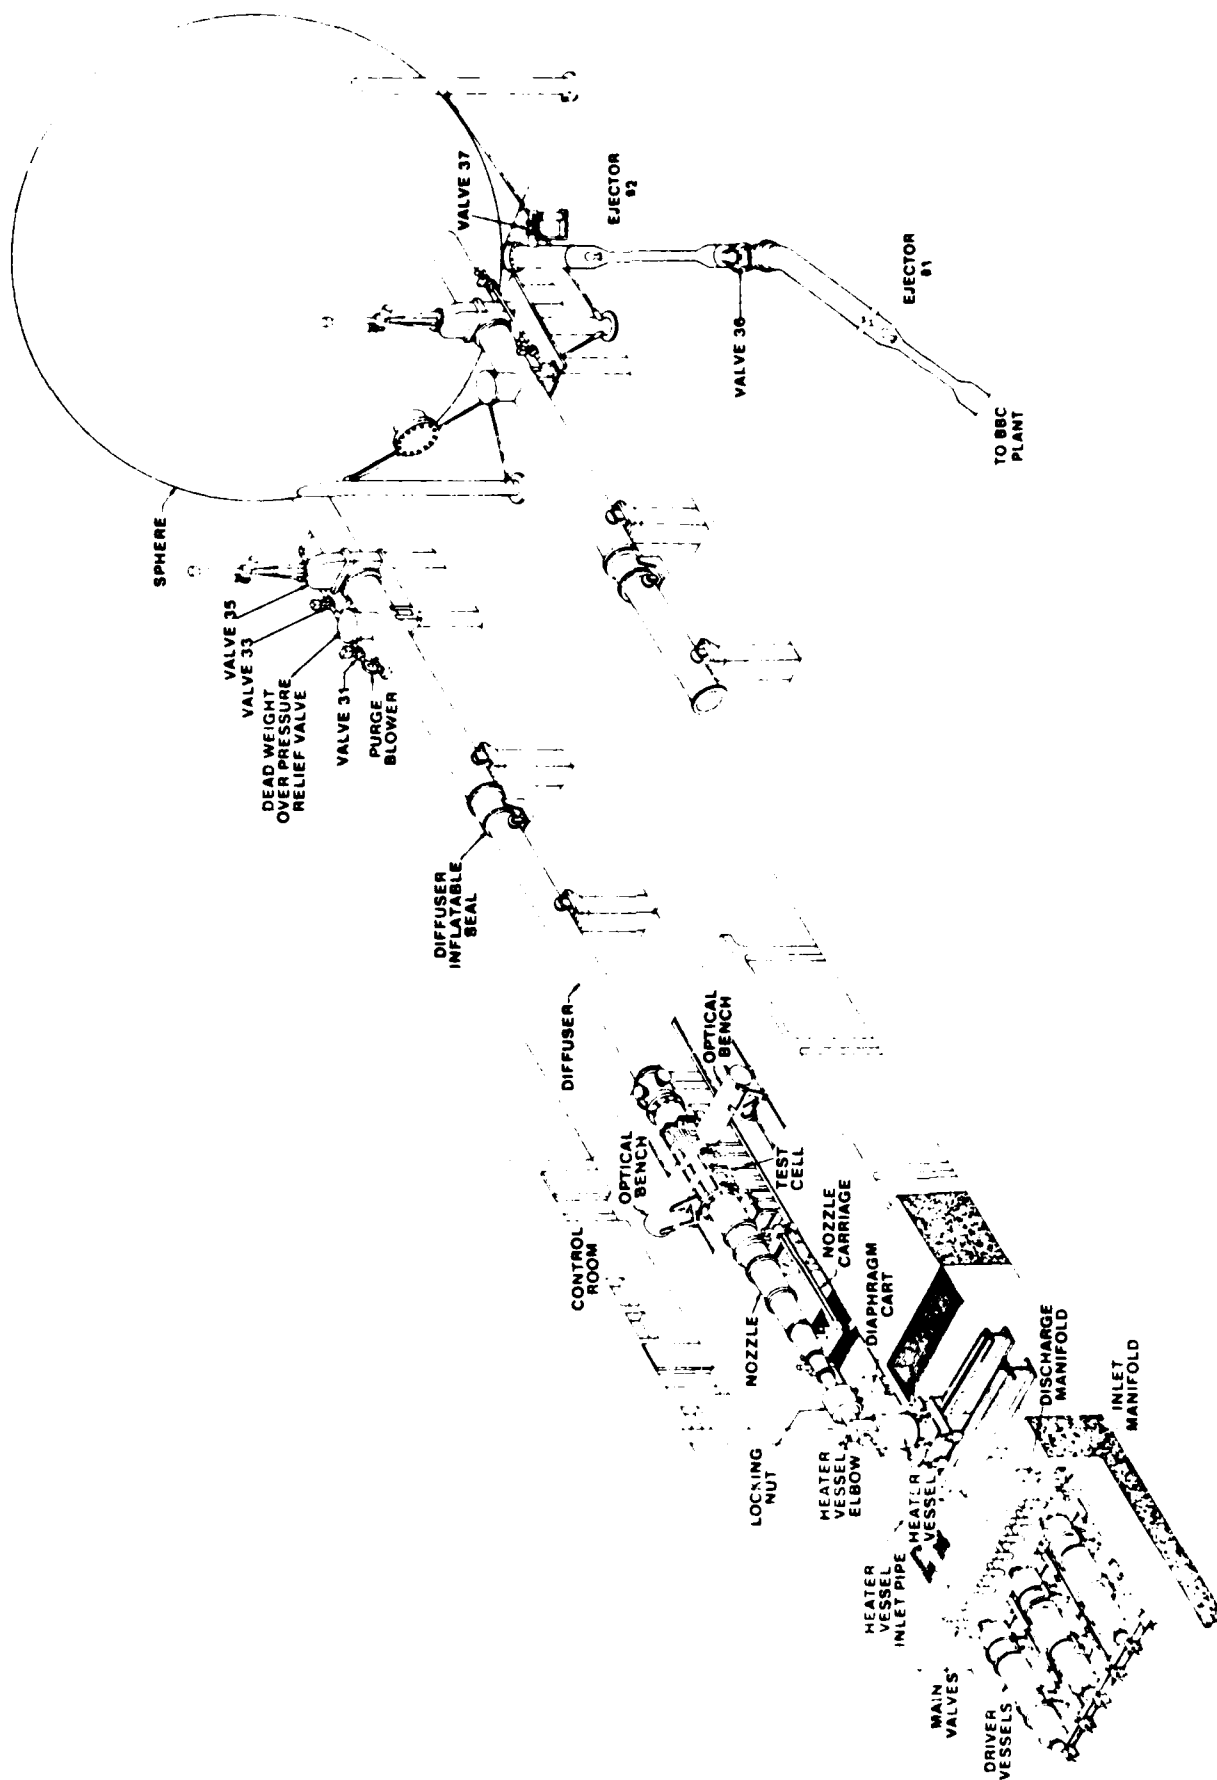 SPHERE
VALVE 37
EJECTOR
#2
VALVE 36
EJECTOR
#1
TO BBC
PLANT
VALVE 35
VALVE 33
DEAD WEIGHT
OVER PRESSURE
RELIEF VALVE
VALVE 31
PURGE
BLOWER
DIFFUSER
INFLATABLE
SEAL
DIFFUSER
OPTICAL
BENCH
OPTICAL
BENCH
TEST
CELL
CONTROL
ROOM
NOZZLE
CARRIAGE
NOZZLE
DIAPHRAGM
CART
LOCKING
NUT
HEATER
VESSEL
ELBOW
HEATER
VESSEL
DISCHARGE
MANIFOLD
INLET
MANIFOLD
HEATER
VESSEL
INLET PIPE
MAIN
VALVES
DRIVER
VESSELS